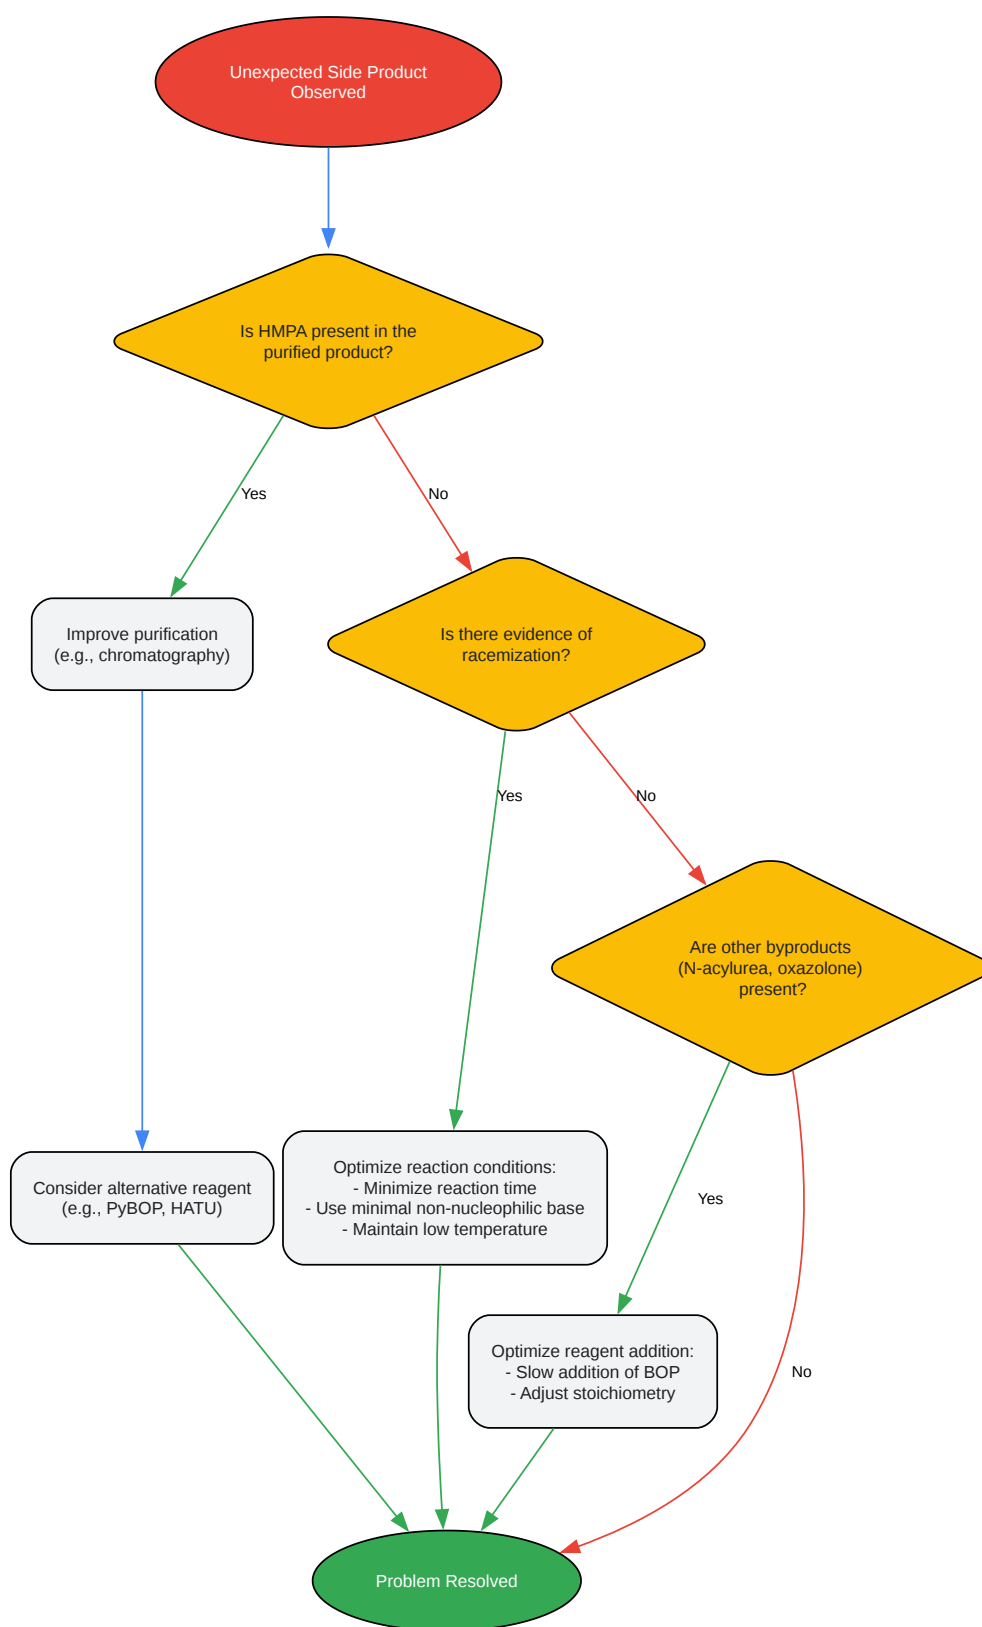 Unexpected Side Product
Observed
Is HMPA present in the
purified product?
Yes
No
Improve purification
(e.g., chromatography)
Is there evidence of
racemization?
Yes
No
Are other byproducts
(N-acylurea, oxazolone)
present?
Consider alternative reagent
(e.g., PyBOP, HATU)
Optimize reaction conditions:
- Minimize reaction time
- Use minimal non-nucleophilic base
- Maintain low temperature
Yes
No
Optimize reagent addition:
- Slow addition of BOP
- Adjust stoichiometry
Problem Resolved